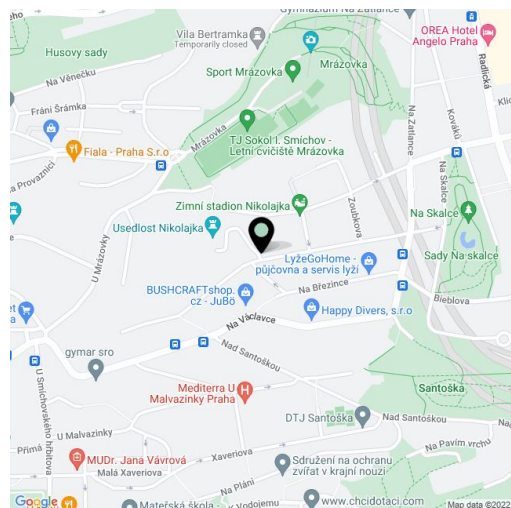 Gymnázium Na Zatlance
OREA Hotel
Angelo Praha
Vila Bertramka
Temporarily closed
Husovy sady
Mrázovka
Sport Mrázovka
Radlická
Na Věnečku
Fráni Šrámka
Na Zatlance
Kováků
Mrázovka
TJ Sokol I. Smíchov -
Letní cvičiště Mrázovka
Fiala - Praha S.r.o
Provaznici
Na Skalce
Zimní stadion Nikolajka
Zoubkova
Na Skalce
Usedlost Nikolajka
U Mrázovky
LyžeGoHome -
půjčovna a servis lyží
Sady Na skalce
BUSHCRAFTshop.
cz - JuBö
Na Březince
Bieblova
Happy Divers, s.r.o
Na Václavce
gymar sro
Nad Santoškou
U Smíchovského hřbitova
Mediterra U
Malvazinky Praha
Santoška
DTJ Santoška
Nad Santoškou
U Malvazinky
Přímá
Na Pavím vrchu
Xaveriova
MUDr. Jana Vávrová
Malá Xaveriova
Sdružení na ochranu
zvířat v krajní nouzi
Na Pláni
Google
Mateřská škola
K Vodojemu
www.chcidotaci.com
Map data ©2022